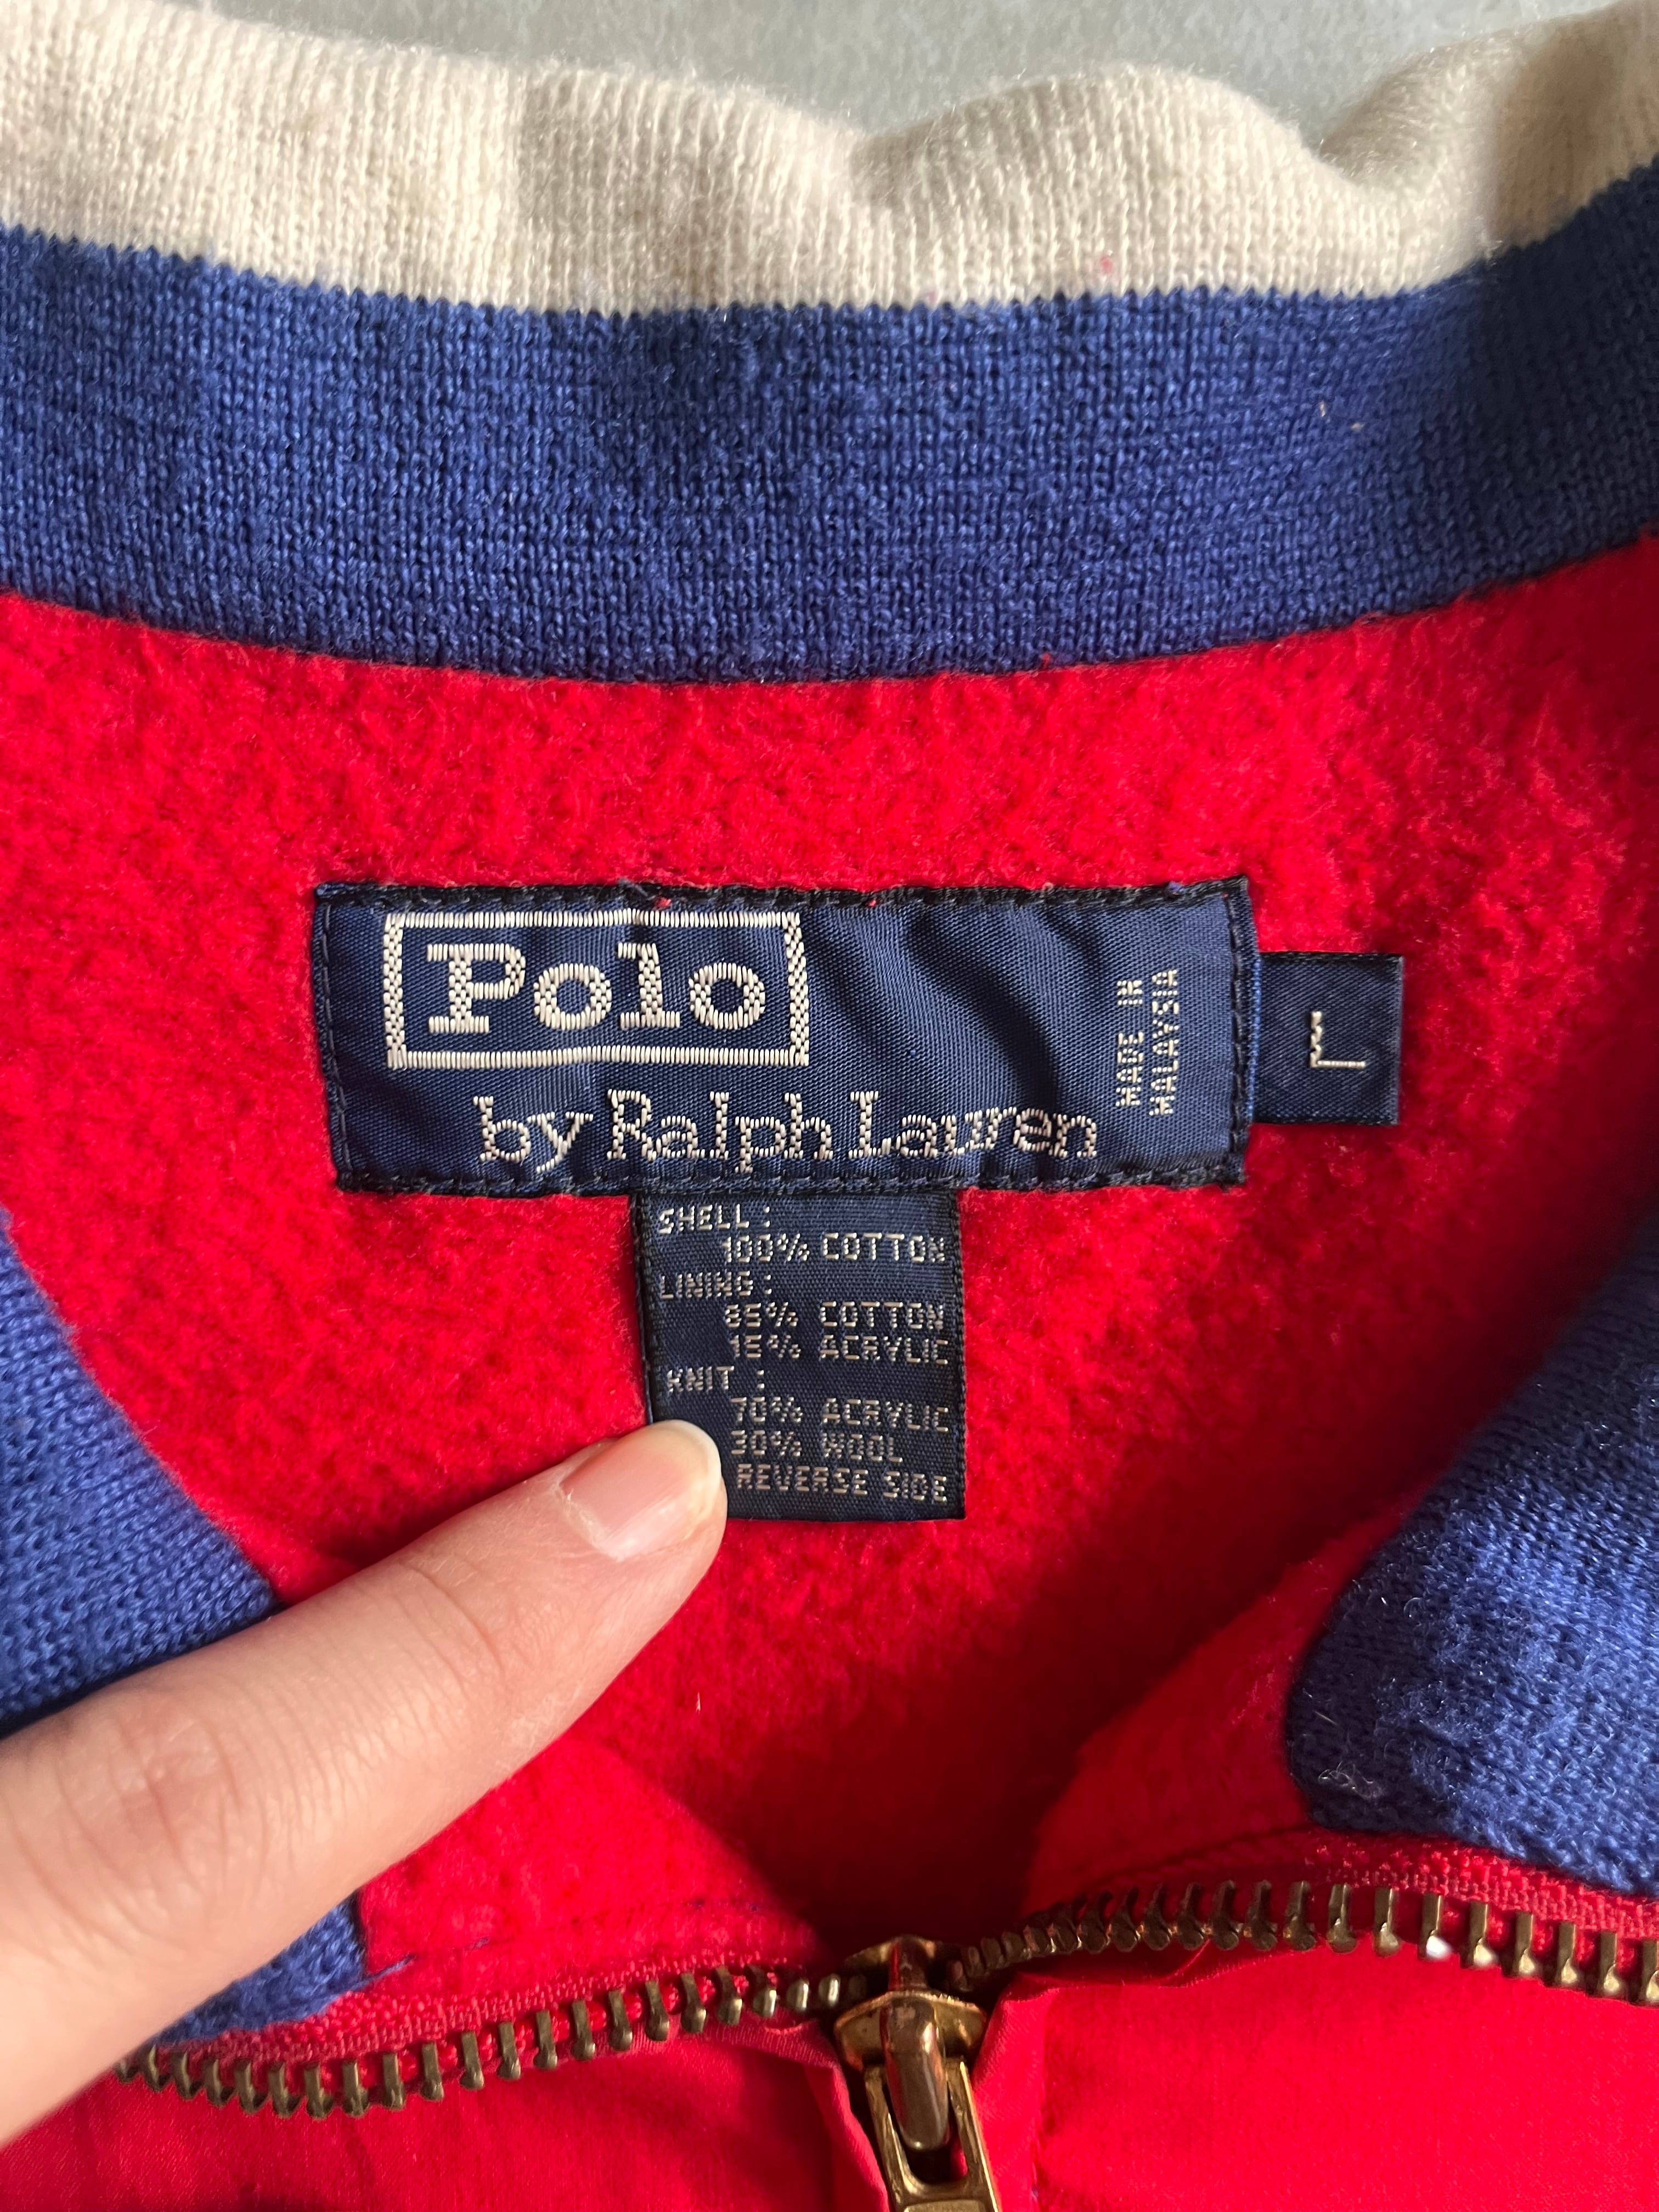 Polo
by Ralph Lauren
MADE IN
MALAYSIA
L
SHELL:
100% COTTON
LINING:
85% COTTON
15% ACRYLIC
KNIT :
70% ACRYLIC
30% WOOL
REVERSE SIDE